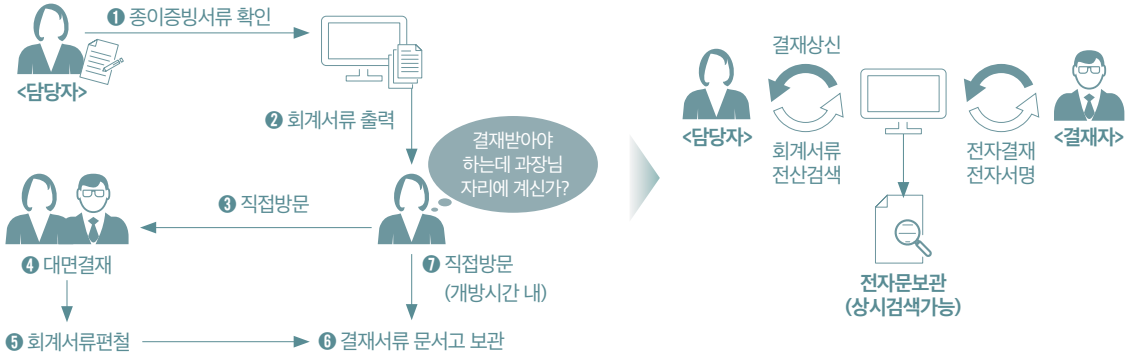 ❶ 종이증빙서류 확인
<담당자>
❷ 회계서류 출력
결재받아야
하는데 과장님
자리에 계신가?
❸ 직접방문
❹ 대면결재
❼ 직접방문
(개방시간 내)
❺ 회계서류편철
❻ 결재서류 문서고 보관
결재상신
<담당자>
<결재자>
회계서류
전산검색
전자결재
전자서명
전자문보관
(상시검색가능)